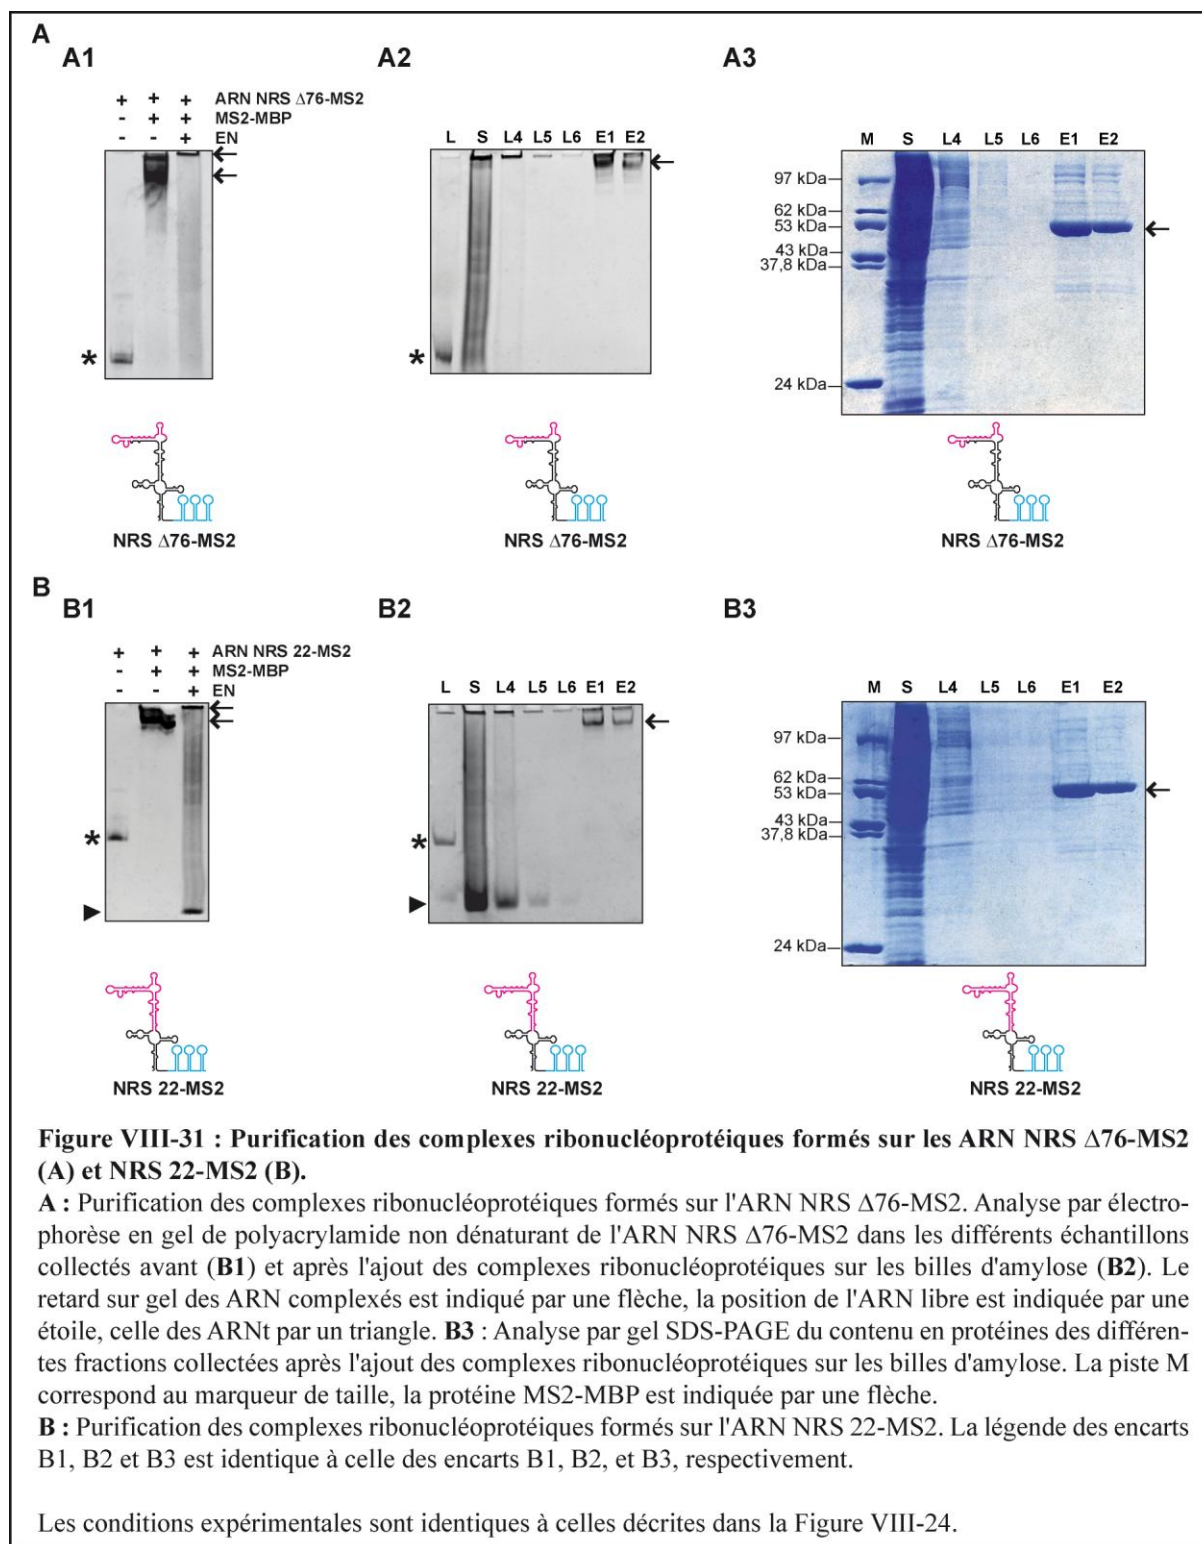 A
A1 A2 A3
+ + + ARN NRS Δ76-MS2
- + + MS2-MBP
- - + EN
L S L4 L5 L6 E1 E2
M S L4 L5 L6 E1 E2
97 kDa
62 kDa
53 kDa
43 kDa
37,8 kDa
24 kDa
*
*
NRS Δ76-MS2
NRS Δ76-MS2
NRS Δ76-MS2
B
B1 B2 B3
+ + + ARN NRS 22-MS2
- + + MS2-MBP
- - + EN
L S L4 L5 L6 E1 E2
M S L4 L5 L6 E1 E2
97 kDa
62 kDa
53 kDa
43 kDa
37,8 kDa
24 kDa
*
*
NRS 22-MS2
NRS 22-MS2
NRS 22-MS2
Figure VIII-31 : Purification des complexes ribonucléoprotéiques formés sur les ARN NRS Δ76-MS2
(A) et NRS 22-MS2 (B).
A : Purification des complexes ribonucléoprotéiques formés sur l'ARN NRS Δ76-MS2. Analyse par électro-
phorèse en gel de polyacrylamide non dénaturant de l'ARN NRS Δ76-MS2 dans les différents échantillons
collectés avant (B1) et après l'ajout des complexes ribonucléoprotéiques sur les billes d'amylose (B2). Le
retard sur gel des ARN complexés est indiqué par une flèche, la position de l'ARN libre est indiquée par une
étoile, celle des ARNt par un triangle. B3 : Analyse par gel SDS-PAGE du contenu en protéines des différen-
tes fractions collectées après l'ajout des complexes ribonucléoprotéiques sur les billes d'amylose. La piste M
correspond au marqueur de taille, la protéine MS2-MBP est indiquée par une flèche.
B : Purification des complexes ribonucléoprotéiques formés sur l'ARN NRS 22-MS2. La légende des encarts
B1, B2 et B3 est identique à celle des encarts B1, B2, et B3, respectivement.
Les conditions expérimentales sont identiques à celles décrites dans la Figure VIII-24.